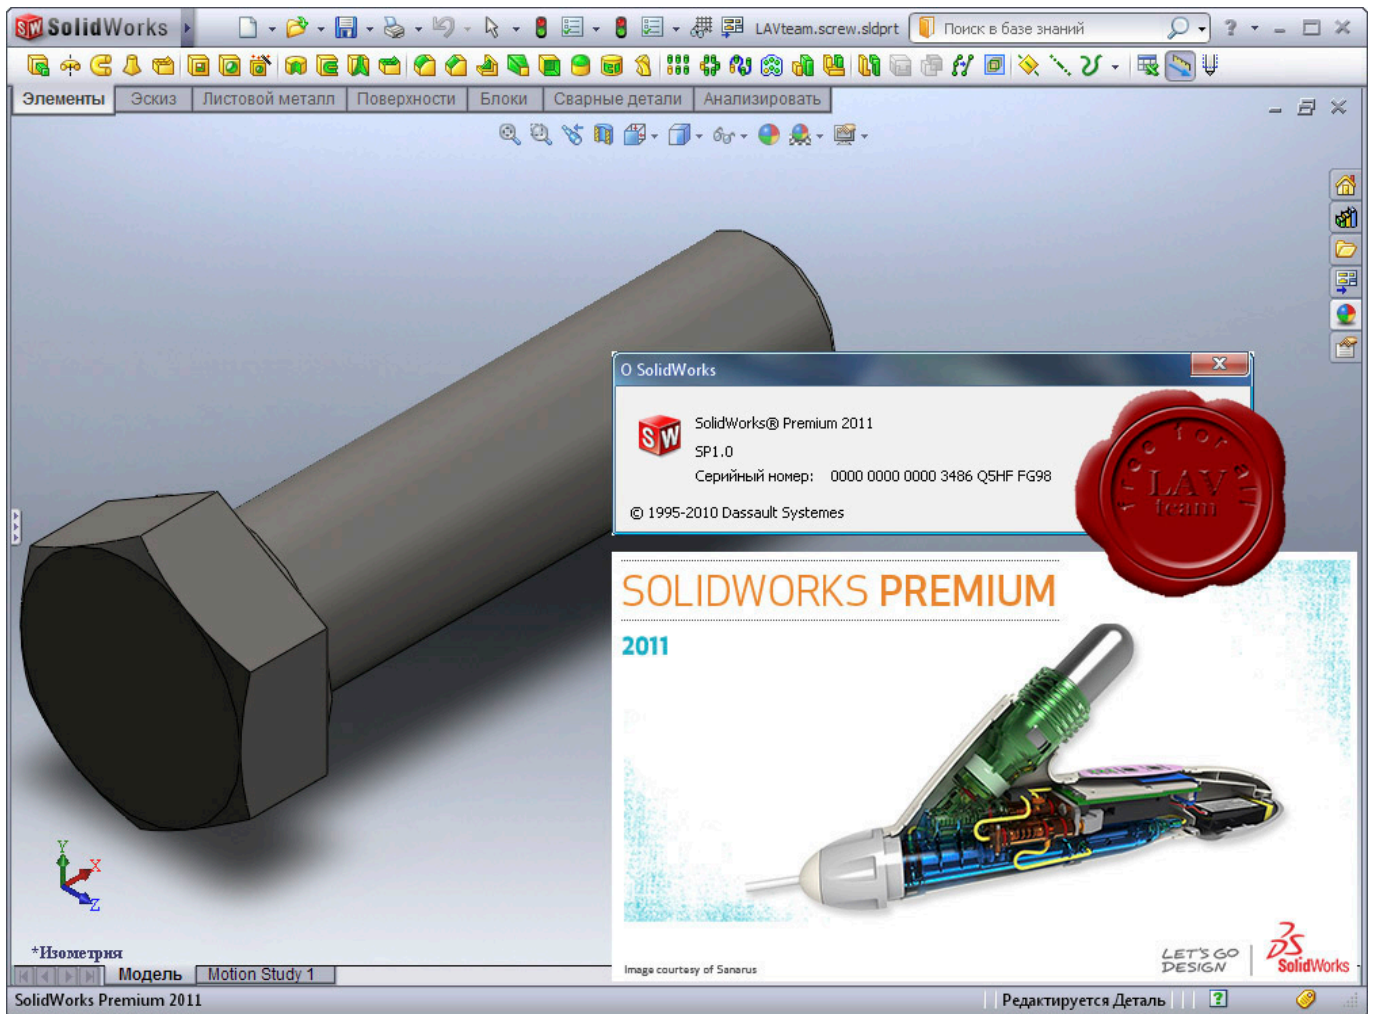 SW SolidWorks
LAVteam.screw.sldprt
Поиск в базе знаний
Элементы Эскиз Листовой металл Поверхности Блоки Сварные детали Анализировать
О SolidWorks
SW
SolidWorks® Premium 2011
SP1.0
Серийный номер: 0000 0000 0000 3486 Q5HF FG98
© 1995-2010 Dassault Systemes
free for all
LAV
team
SOLIDWORKS PREMIUM
2011
Y
X
Z
*Изометрия
Image courtesy of Sanarus
LET'S GO
DESIGN
DS
SolidWorks
Модель Motion Study 1
SolidWorks Premium 2011
Редактируется Деталь